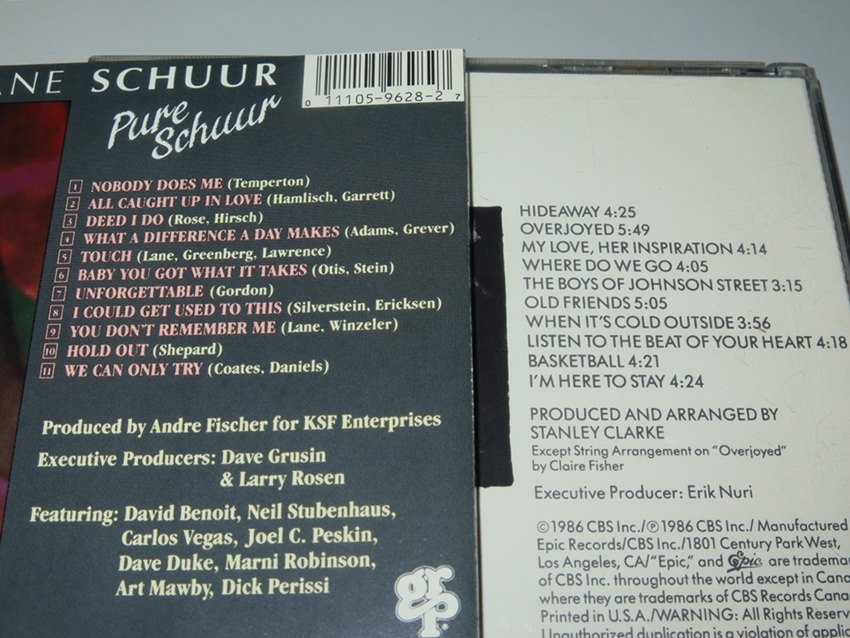 ANE SCHUUR
Pure
Schuur
0 11105-9628-2 7
1 NOBODY DOES ME (Temperton)
2 ALL CAUGHT UP IN LOVE (Hamlisch, Garrett)
3 DEED I DO (Rose, Hirsch)
4 WHAT A DIFFERENCE A DAY MAKES (Adams, Grever)
5 TOUCH (Lane, Greenberg, Lawrence)
6 BABY YOU GOT WHAT IT TAKES (Otis, Stein)
7 UNFORGETTABLE (Gordon)
8 I COULD GET USED TO THIS (Silverstein, Ericksen)
9 YOU DON'T REMEMBER ME (Lane, Winzeler)
10 HOLD OUT (Shepard)
11 WE CAN ONLY TRY (Coates, Daniels)
Produced by Andre Fischer for KSF Enterprises
Executive Producers: Dave Grusin
& Larry Rosen
Featuring: David Benoit, Neil Stubenhaus,
Carlos Vegas, Joel C. Peskin,
Dave Duke, Marni Robinson,
Art Mawby, Dick Perissi
grp
HIDEAWAY 4:25
OVERJOYED 5:49
MY LOVE, HER INSPIRATION 4:14
WHERE DO WE GO 4:05
THE BOYS OF JOHNSON STREET 3:15
OLD FRIENDS 5:05
WHEN IT'S COLD OUTSIDE 3:56
LISTEN TO THE BEAT OF YOUR HEART 4:18
BASKETBALL 4:21
I'M HERE TO STAY 4:24
PRODUCED AND ARRANGED BY
STANLEY CLARKE
Except String Arrangement on "Overjoyed"
by Claire Fisher
Executive Producer: Erik Nuri
© 1986 CBS Inc./℗ 1986 CBS Inc./ Manufactured
Epic Records/CBS Inc./1801 Century Park West,
Los Angeles, CA/"Epic," and Epic are tradema
of CBS Inc. throughout the world except in Cana
where they are trademarks of CBS Records Cana
Printed in U.S.A./WARNING: All Rights Reserv
Unauthorized duplication is a violation of applic